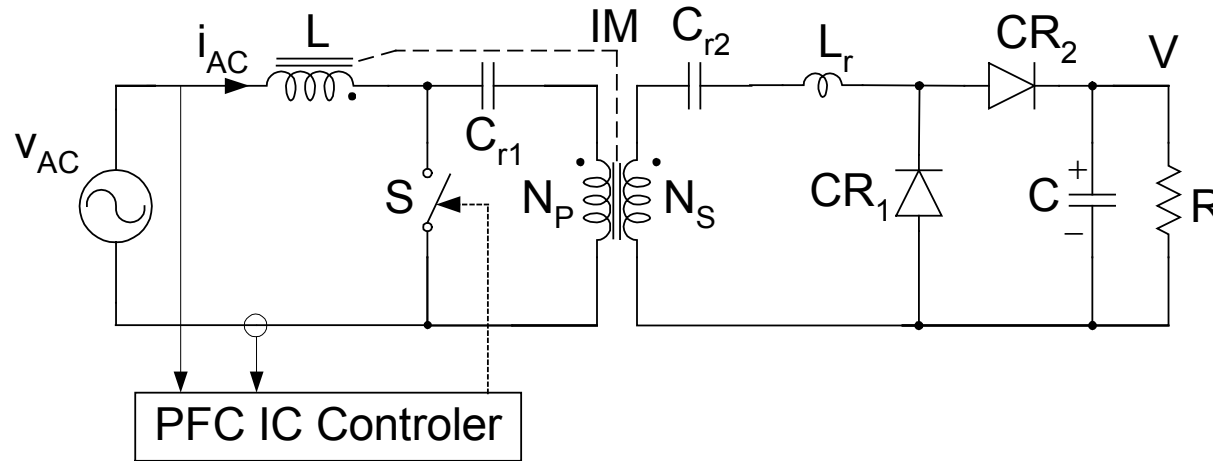 L
IM
C_r2
L_r
CR_2
V
i_AC
C_r1
v_AC
S
N_P
N_S
CR_1
C
+
−
R
PFC IC Controler